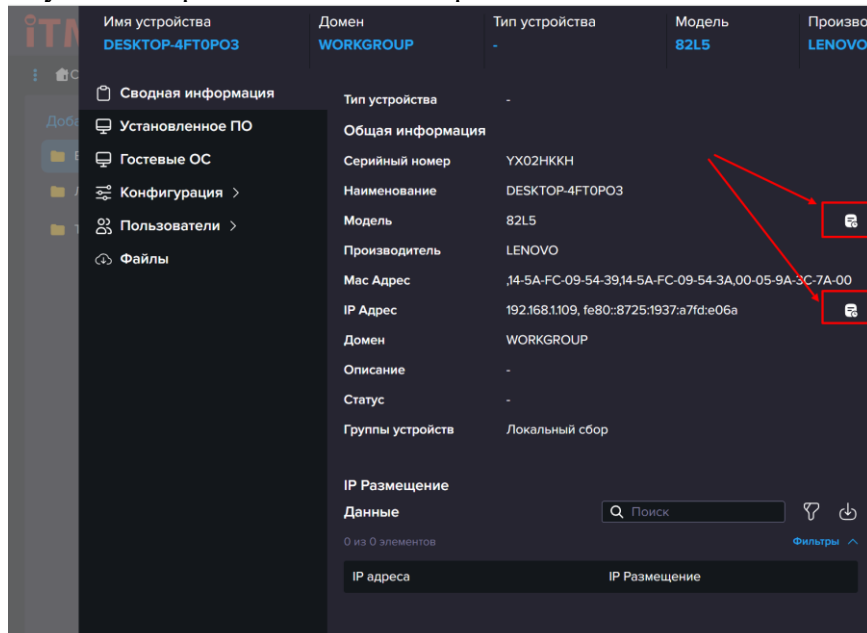 Имя устройства Домен Тип устройства Модель
DESKTOP-4FT0PO3 WORKGROUP - 82L5 LENOVO
Сводная информация
Установленное ПО
Гостевые ОС
Конфигурация >
Пользователи >
Файлы
Тип устройства -
Общая информация
Серийный номер YX02HKKH
Наименование DESKTOP-4FT0PO3
Модель 82L5
Производитель LENOVO
Mac Адрес ,14-5A-FC-09-54-39,14-5A-FC-09-54-3A,00-05-9A-3C-7A-00
IP Адрес 192.168.1.109, fe80::8725:1937:a7fd:e06a
Домен WORKGROUP
Описание -
Статус -
Группы устройств Локальный сбор
IP Размещение
Данные Поиск
0 из 0 элементов Фильтры
IP адреса IP Размещение